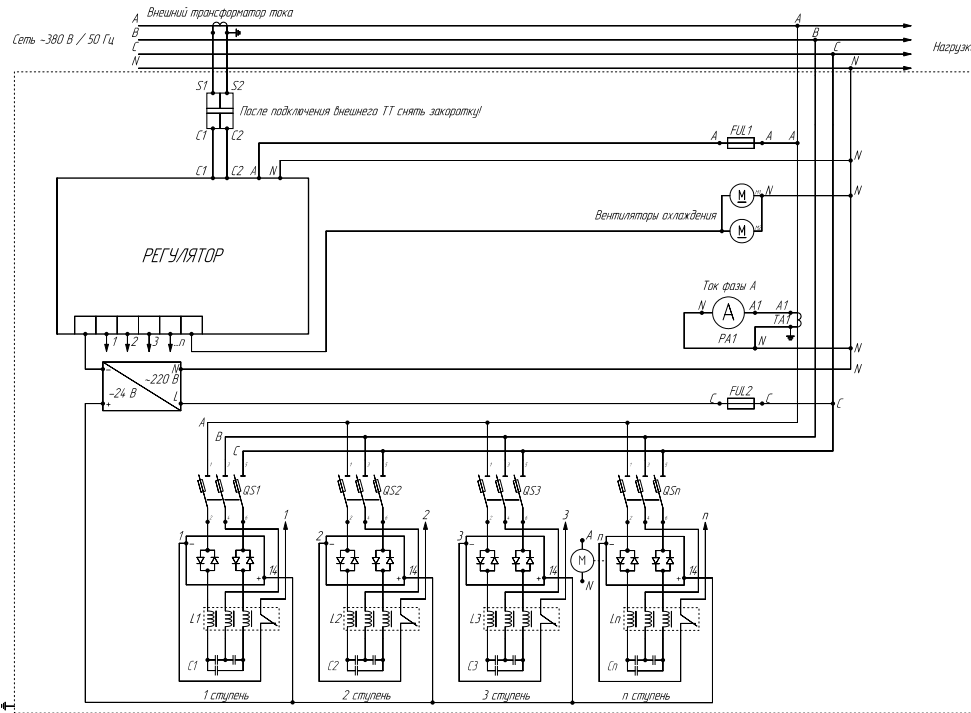 Внешний трансформатор тока
A
Сеть ~380 В / 50 Гц
B
C
N
A
B
C
N
Нагрузк
S1 S2
После подключения внешнего ТТ снять закоротку!
C1 C2
C1 C2 A N
A FUL1 A A
N
РЕГУЛЯТОР
M N N
Вентиляторы охлаждения
M
Ток фазы А
N A A1 A1
TA1
PA1 N
N
1 2 3 ...n
- N N
~220 В
~24 В
+ L
C FUL2 C C
A
B
C
QS1 QS2 QS3 QSn
1 1 2 2 3 3 A n n
- - - M -
+ 14 + 14 + 14 N + 14
L1 L2 L3 Ln
C1 C2 C3 Cn
1 ступень 2 ступень 3 ступень n ступень